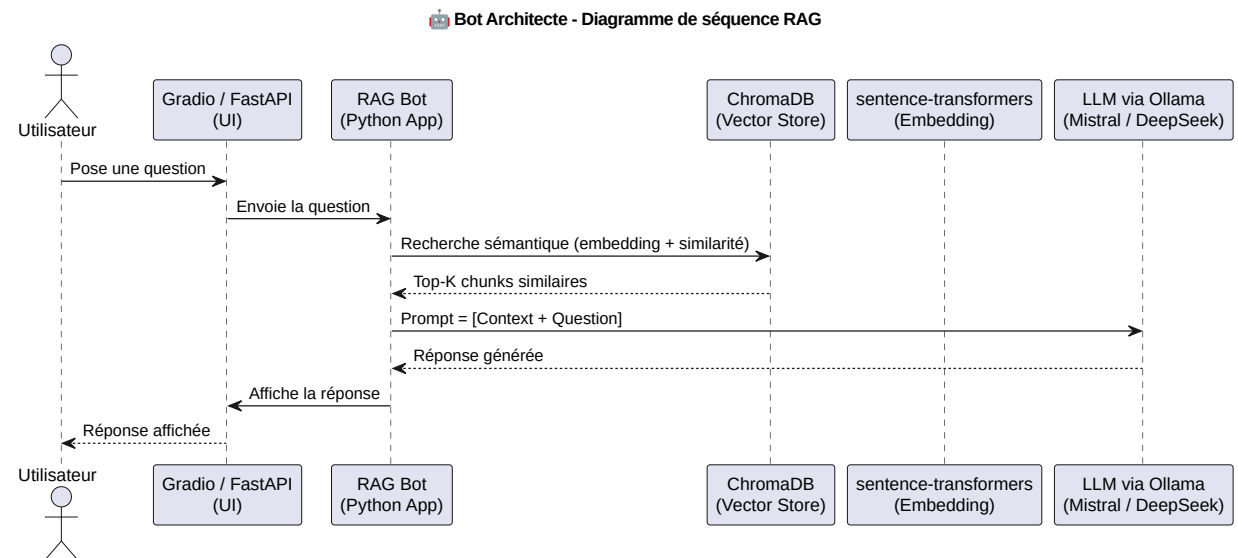 🤖 Bot Architecte - Diagramme de séquence RAG
Utilisateur
Gradio / FastAPI
(UI)
RAG Bot
(Python App)
ChromaDB
(Vector Store)
sentence-transformers
(Embedding)
LLM via Ollama
(Mistral / DeepSeek)
Pose une question
Envoie la question
Recherche sémantique (embedding + similarité)
Top-K chunks similaires
Prompt = [Context + Question]
Réponse générée
Affiche la réponse
Réponse affichée
Utilisateur
Gradio / FastAPI
(UI)
RAG Bot
(Python App)
ChromaDB
(Vector Store)
sentence-transformers
(Embedding)
LLM via Ollama
(Mistral / DeepSeek)